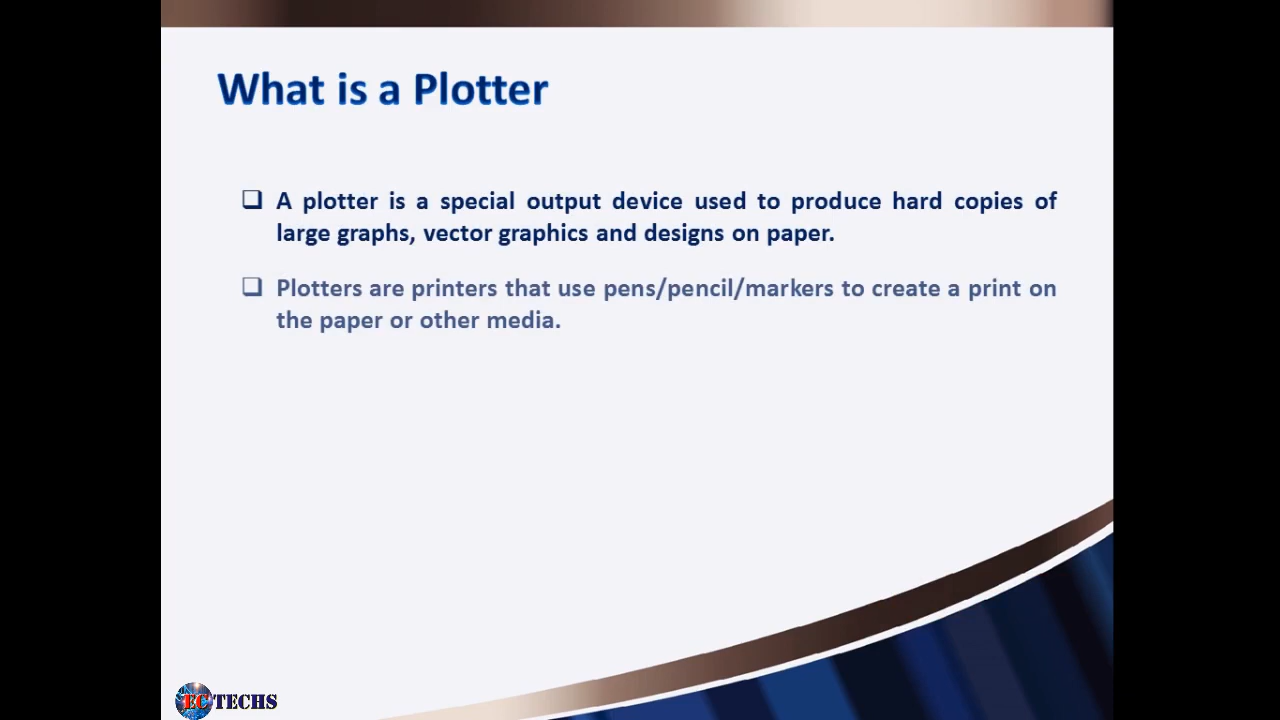 What is a Plotter
❑ A plotter is a special output device used to produce hard copies of
large graphs, vector graphics and designs on paper.
❑ Plotters are printers that use pens/pencil/markers to create a print on
the paper or other media.
EC TECHS